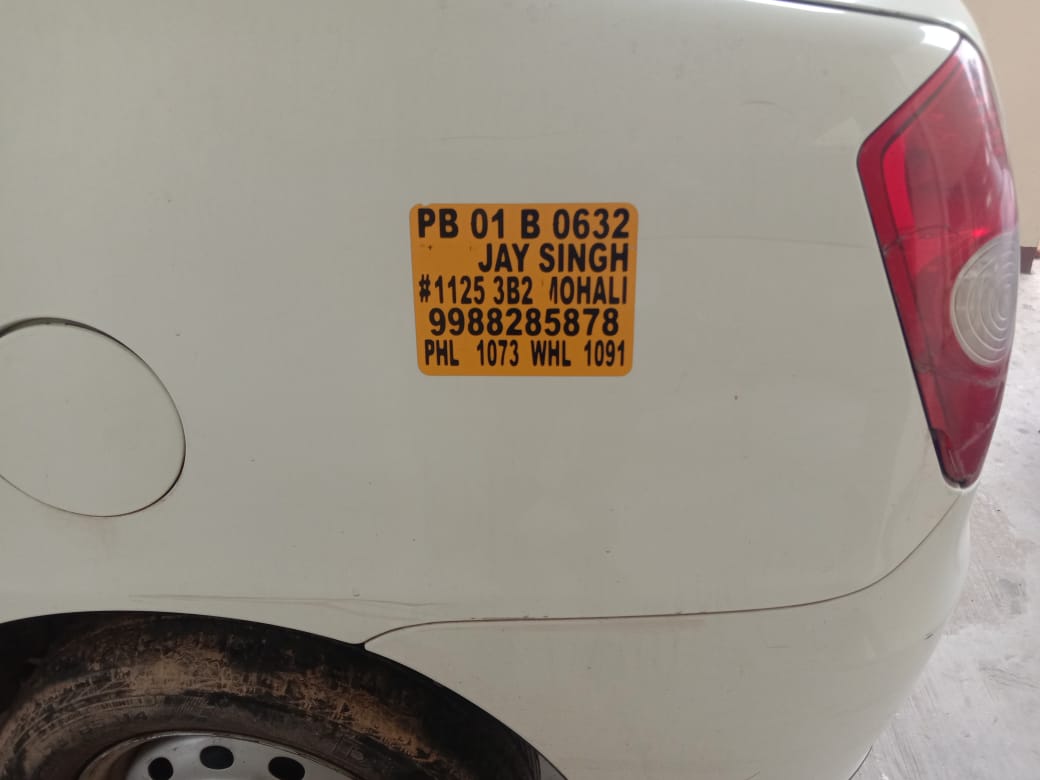 PB 01 B 0632
JAY SINGH
#1125 3B2 MOHALI
9988285878
PHL 1073 WHL 1091